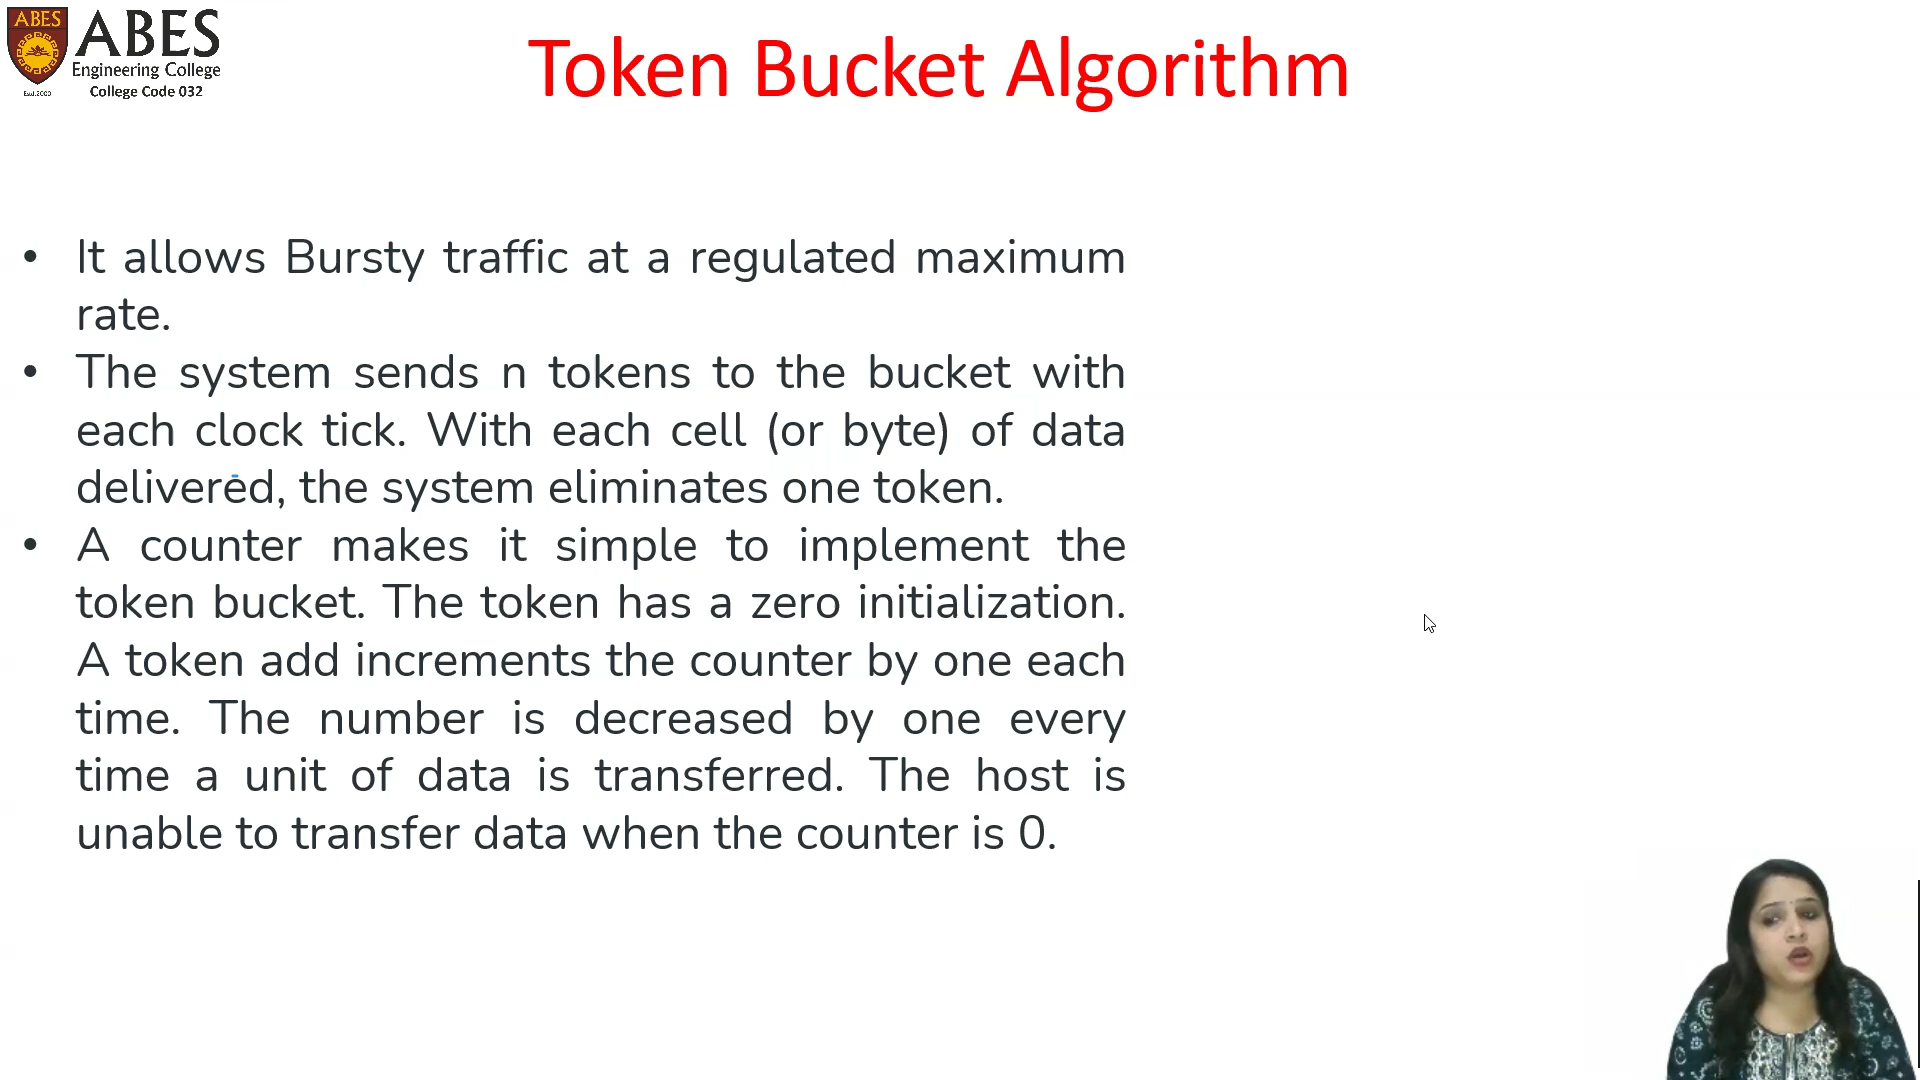 ABES
ABES
Engineering College
College Code 032
Estd.2000
Token Bucket Algorithm
• It allows Bursty traffic at a regulated maximum
rate.
• The system sends n tokens to the bucket with
each clock tick. With each cell (or byte) of data
delivered, the system eliminates one token.
• A counter makes it simple to implement the
token bucket. The token has a zero initialization.
A token add increments the counter by one each
time. The number is decreased by one every
time a unit of data is transferred. The host is
unable to transfer data when the counter is 0.